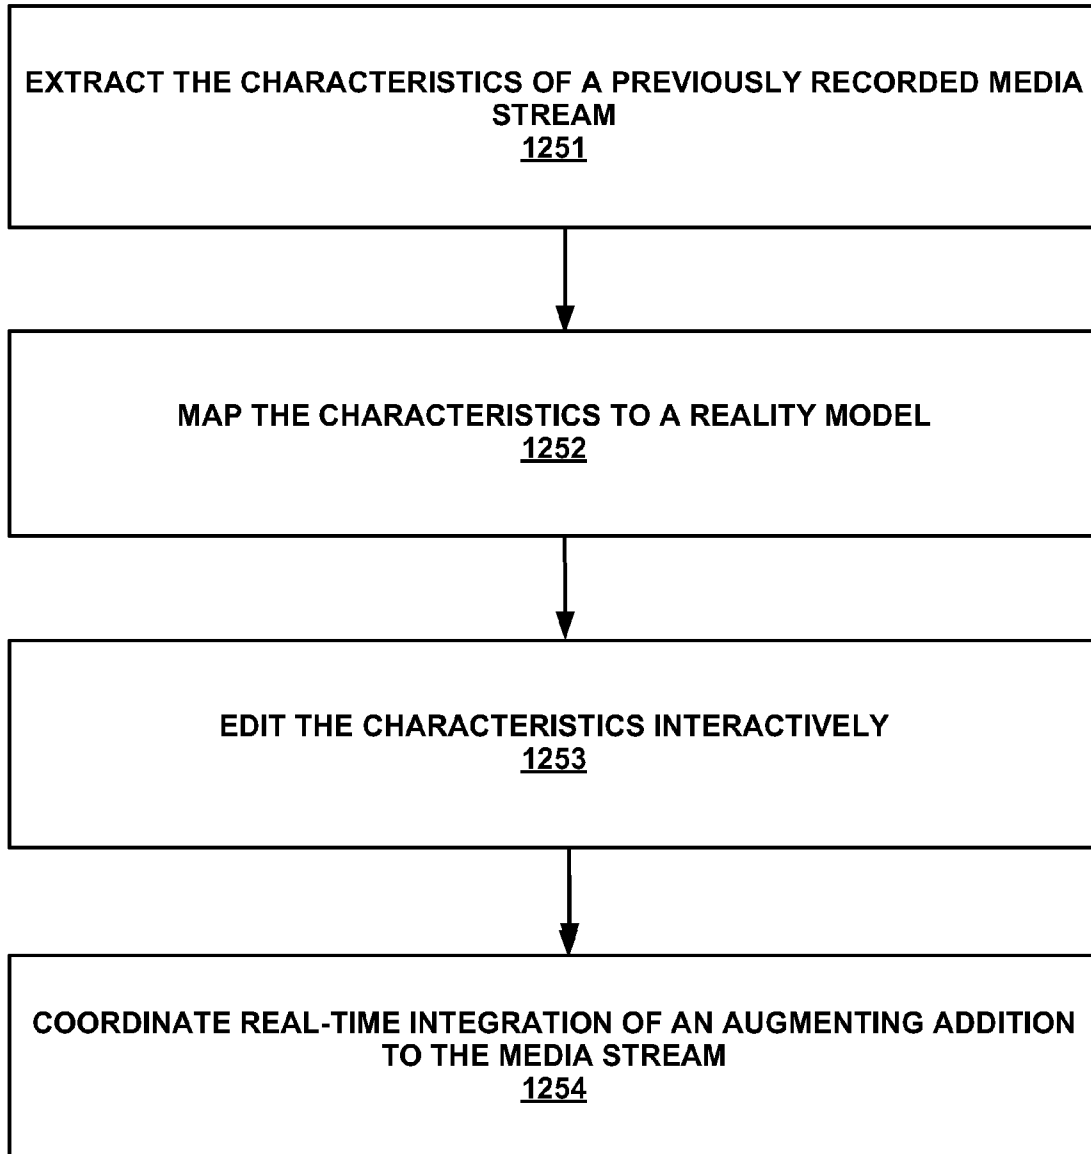 EXTRACT THE CHARACTERISTICS OF A PREVIOUSLY RECORDED MEDIA
STREAM
1251
MAP THE CHARACTERISTICS TO A REALITY MODEL
1252
EDIT THE CHARACTERISTICS INTERACTIVELY
1253
COORDINATE REAL-TIME INTEGRATION OF AN AUGMENTING ADDITION
TO THE MEDIA STREAM
1254